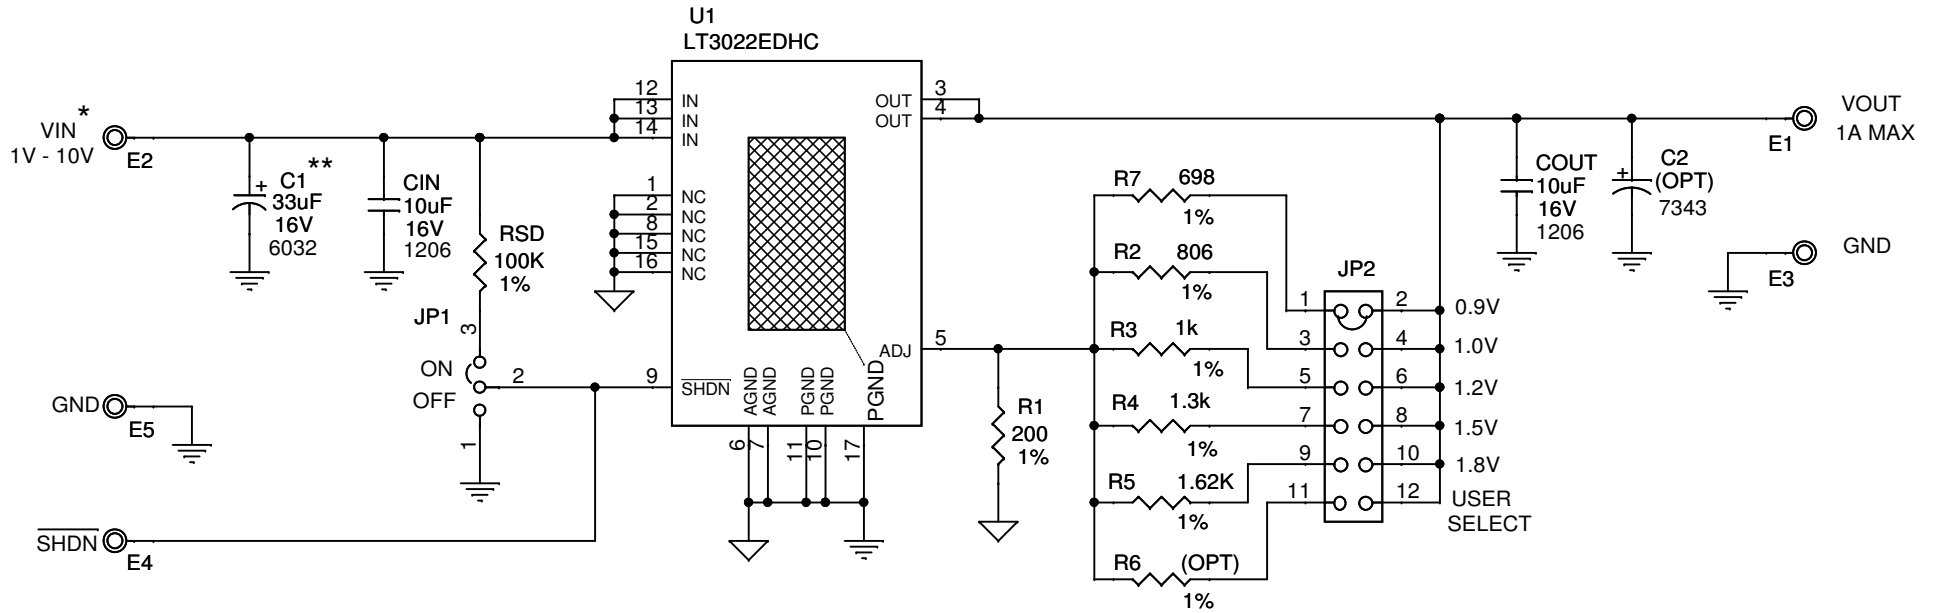 U1
LT3022EDHC
VIN *
1V - 10V
E2
C1 **
+
33uF
16V
6032
CIN
10uF
16V
1206
RSD
100K
1%
JP1
3
ON
2
OFF
1
GND
E5
SHDN
E4
12
IN
13
IN
14
IN
1
NC
2
NC
8
NC
15
NC
16
NC
9
SHDN
AGND
AGND
PGND
PGND
PGND
6
7
11
10
17
3
OUT
4
OUT
5
ADJ
R1
200
1%
R7
698
1%
R2
806
1%
R3
1k
1%
R4
1.3k
1%
R5
1.62K
1%
R6
(OPT)
1%
JP2
1
2
0.9V
3
4
1.0V
5
6
1.2V
7
8
1.5V
9
10
1.8V
11
12
USER
SELECT
COUT
10uF
16V
1206
+
C2
(OPT)
7343
VOUT
1A MAX
E1
GND
E3